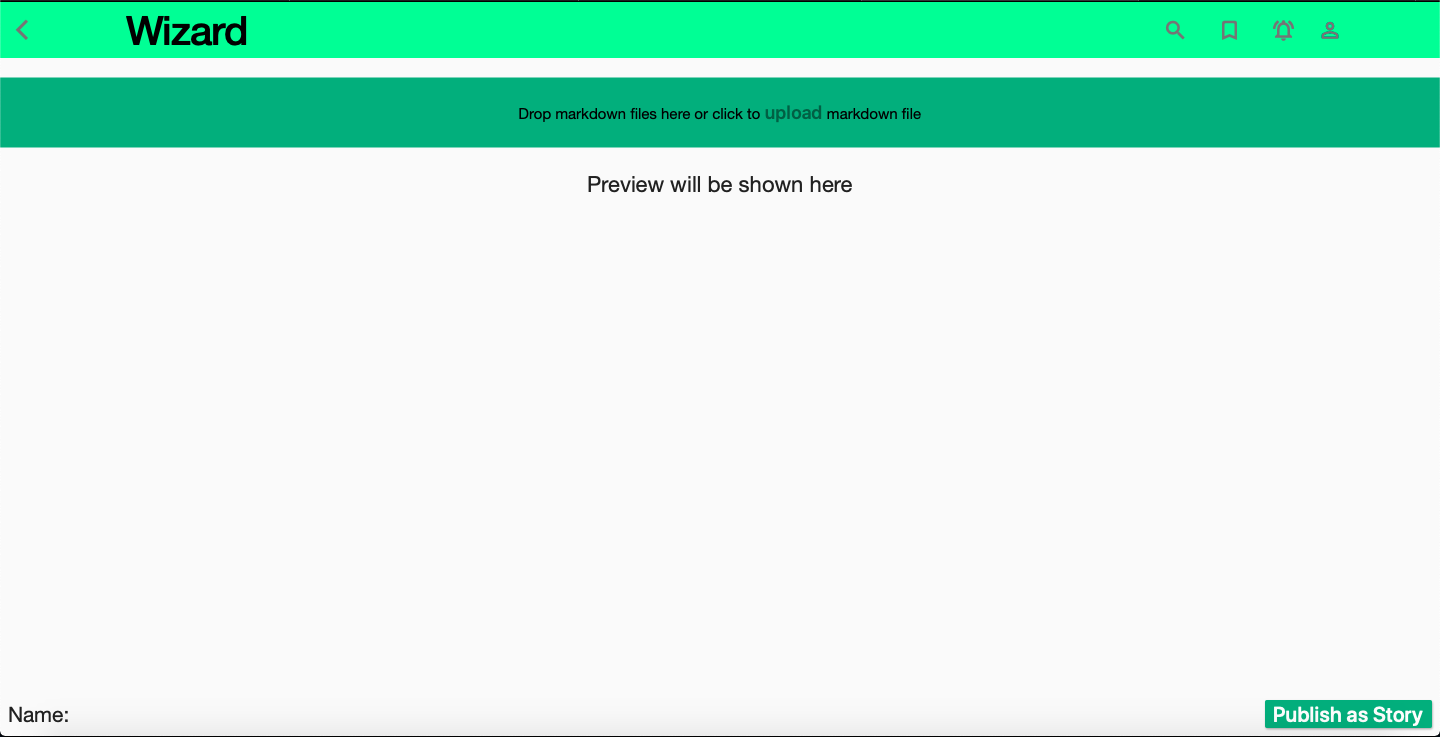 Wizard
Drop markdown files here or click to upload markdown file
Preview will be shown here
Name:
Publish as Story